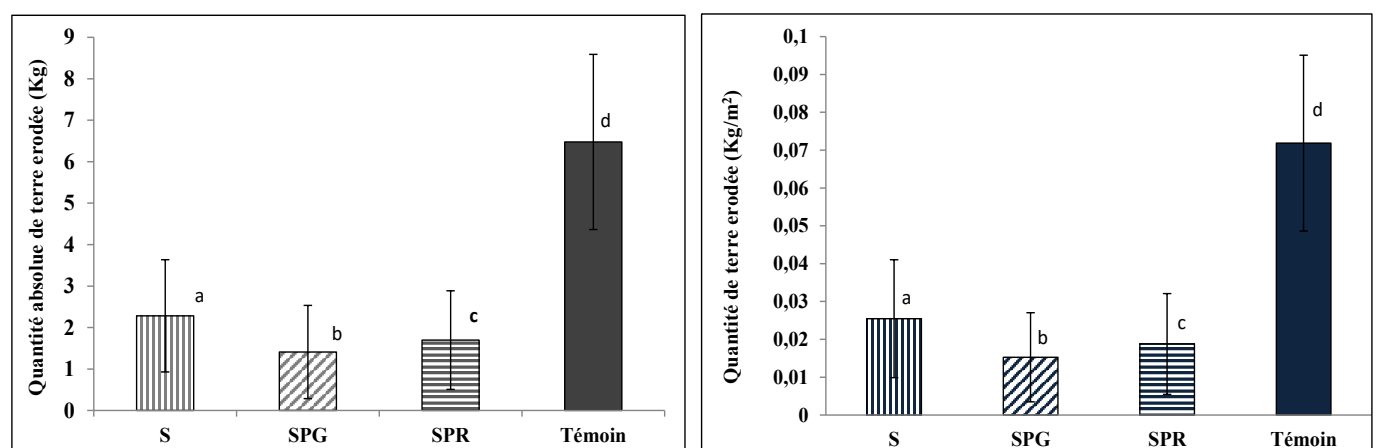 Quantité absolue de terre erodée (Kg)
9
8
7
6
5
4
3
2
1
0
a
b
c
d
S SPG SPR Témoin
Quantité de terre erodée (Kg/m²)
0,1
0,09
0,08
0,07
0,06
0,05
0,04
0,03
0,02
0,01
0
a
b
c
d
S SPG SPR Témoin